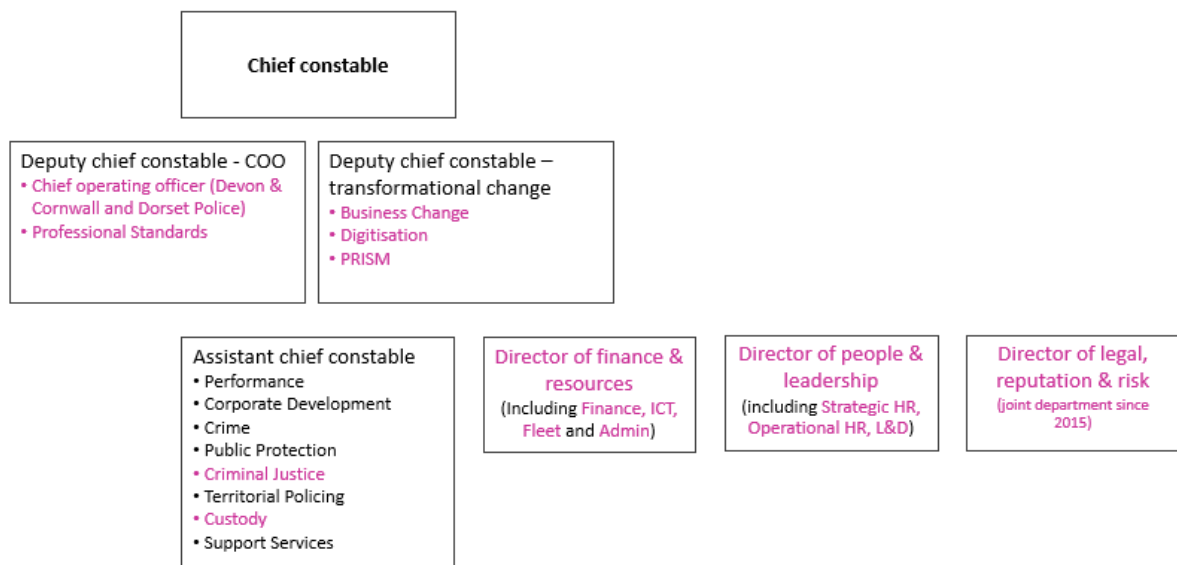 Chief constable
Deputy chief constable - COO
• Chief operating officer (Devon &
Cornwall and Dorset Police)
• Professional Standards
Deputy chief constable –
transformational change
• Business Change
• Digitisation
• PRISM
Assistant chief constable
• Performance
• Corporate Development
• Crime
• Public Protection
• Criminal Justice
• Territorial Policing
• Custody
• Support Services
Director of finance &
resources
(Including Finance, ICT,
Fleet and Admin)
Director of people &
leadership
(including Strategic HR,
Operational HR, L&D)
Director of legal,
reputation & risk
(joint department since
2015)